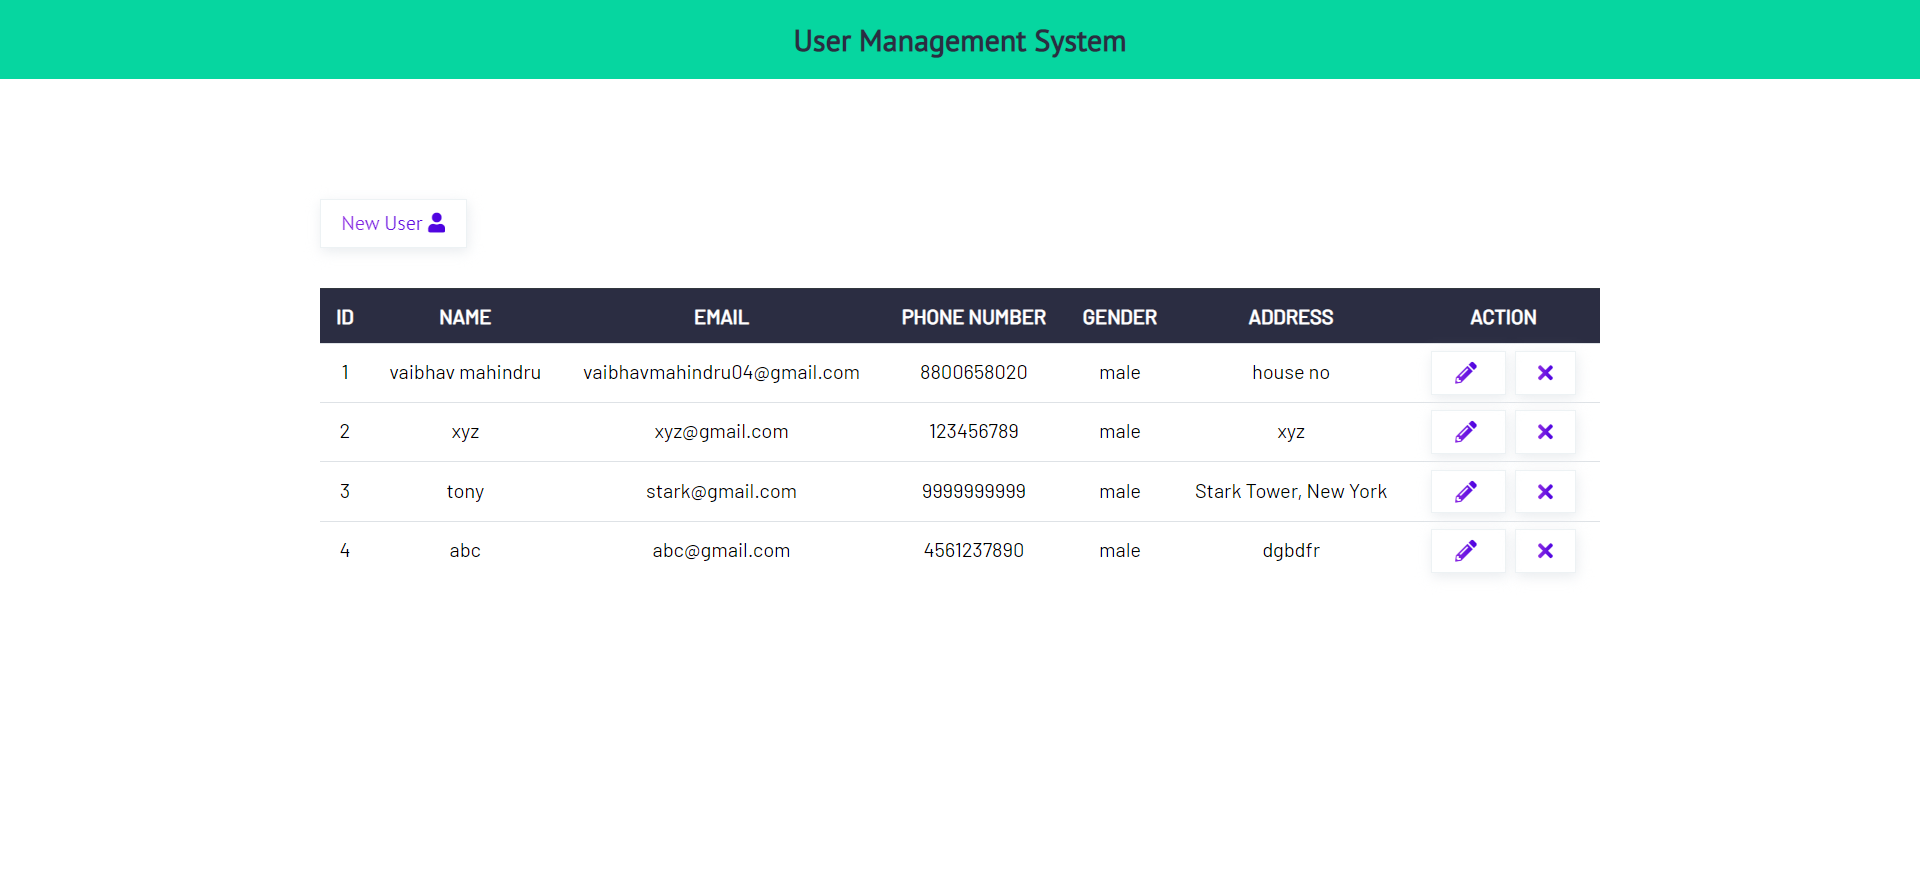 User Management System
New User
ID NAME EMAIL PHONE NUMBER GENDER ADDRESS ACTION
1 vaibhav mahindru vaibhavmahindru04@gmail.com 8800658020 male house no
2 xyz xyz@gmail.com 123456789 male xyz
3 tony stark@gmail.com 9999999999 male Stark Tower, New York
4 abc abc@gmail.com 4561237890 male dgbdfr